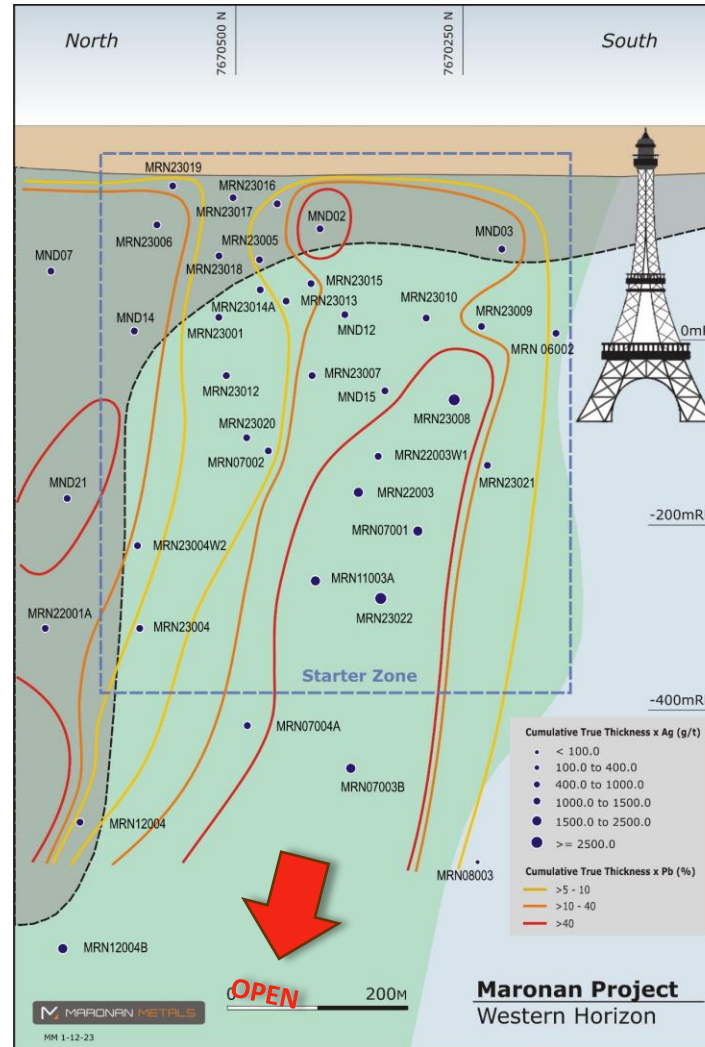 North
7670500 N
7670250 N
South
MRN23019
MRN23016
MRN23017
MND02
MRN23006
MRN23005
MND03
MND07
MRN23018
MRN23015
MRN23014A
MRN23013
MRN23010
MRN23009
MND14
MRN23001
MND12
MRN 06002
0mR
MRN23012
MRN23007
MND15
MRN23008
MRN23020
MRN07002
MRN22003W1
MRN23021
MND21
MRN22003
-200mR
MRN07001
MRN23004W2
MRN11003A
MRN23022
MRN22001A
MRN23004
Starter Zone
-400mR
MRN07004A
MRN07003B
Cumulative True Thickness x Ag (g/t)
< 100.0
100.0 to 400.0
400.0 to 1000.0
1000.0 to 1500.0
1500.0 to 2500.0
>= 2500.0
Cumulative True Thickness x Pb (%)
>5 - 10
>10 - 40
>40
MRN12004
MRN08003
MRN12004B
OPEN
0
200M
Maronan Project
Western Horizon
MARONAN METALS
MM 1-12-23